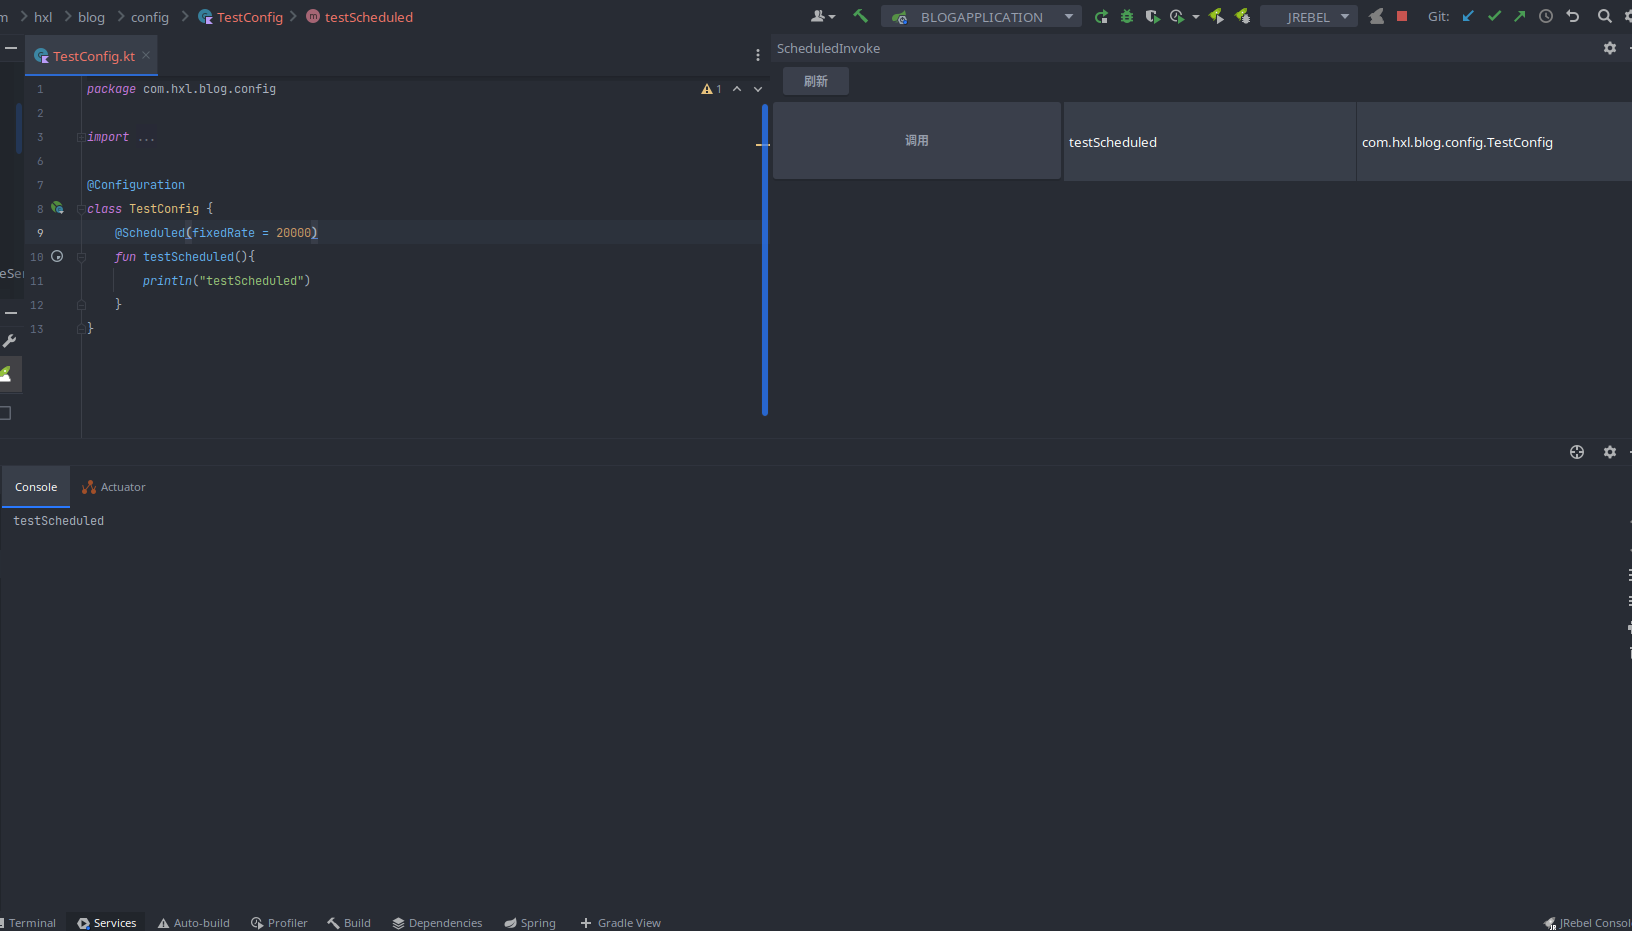 m hxl blog config TestConfig testScheduled
BLOGAPPLICATION
JREBEL
Git:
TestConfig.kt
1 package com.hxl.blog.config
1
2
3 import ...
6
7 @Configuration
8 class TestConfig {
9 @Scheduled(fixedRate = 20000)
10 fun testScheduled(){
11 println("testScheduled")
12 }
13 }
eSer
ScheduledInvoke
刷新
调用 testScheduled com.hxl.blog.config.TestConfig
Console Actuator
testScheduled
Terminal Services Auto-build Profiler Build Dependencies Spring Gradle View JRebel Consol